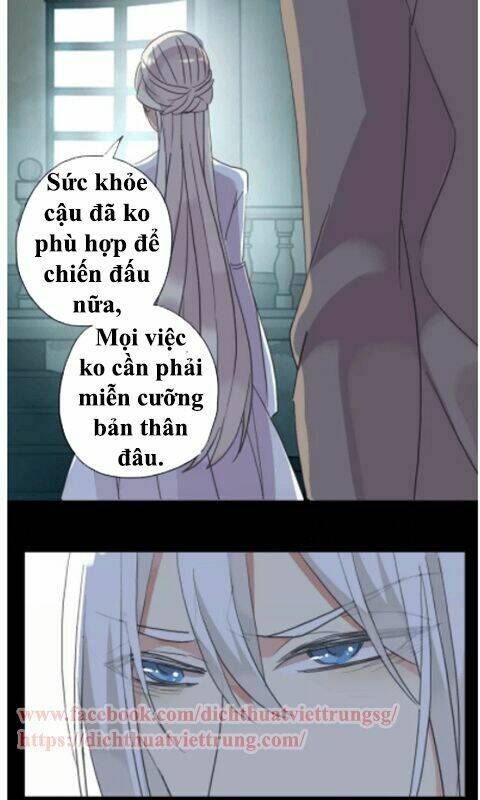 Sức khỏe
cậu đã ko
phù hợp để
chiến đấu
nữa,
Mọi việc
ko cần phải
miễn cưỡng
bản thân
đâu.
www.facebook.com/dichthuatviettrungsg/
https://dichthuatviettrung.com/